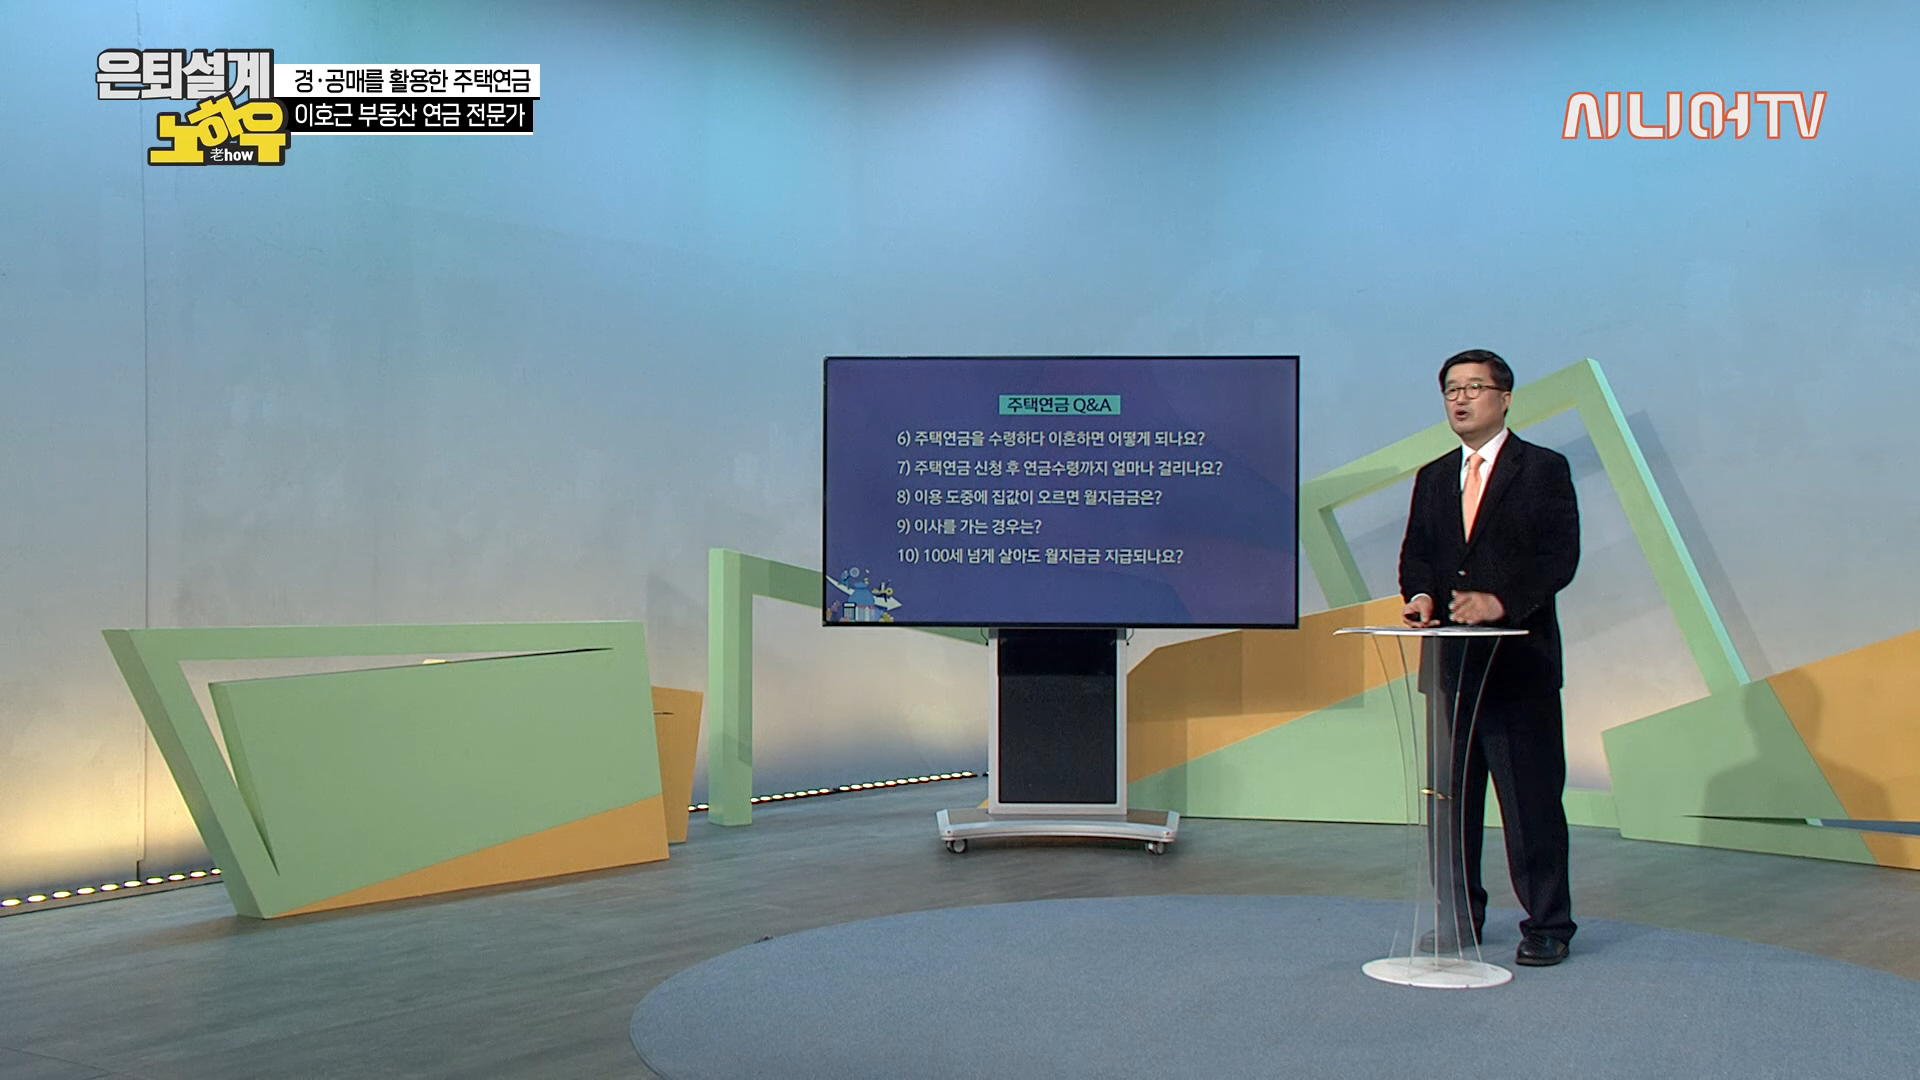 은퇴설계
노하우
老how
경·공매를 활용한 주택연금
이호근 부동산 연금 전문가
시니어TV
주택연금 Q&A
6) 주택연금을 수령하다 이혼하면 어떻게 되나요?
7) 주택연금 신청 후 연금수령까지 얼마나 걸리나요?
8) 이용 도중에 집값이 오르면 월지급금은?
9) 이사를 가는 경우는?
10) 100세 넘게 살아도 월지급금 지급되나요?